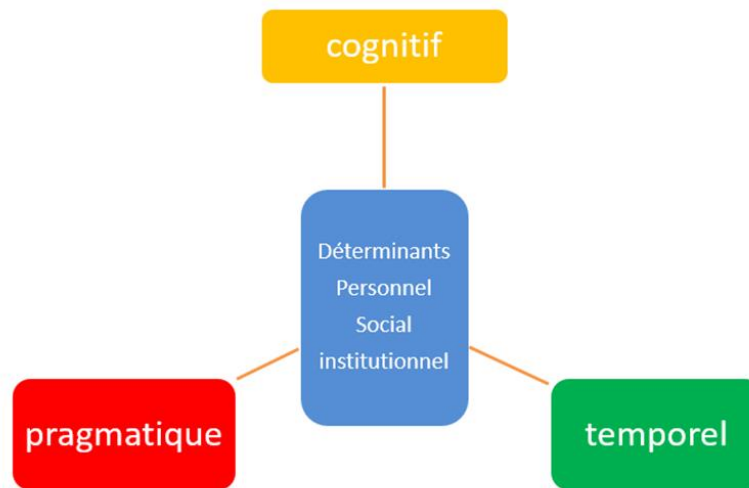 cognitif
Déterminants
Personnel
Social
institutionnel
pragmatique
temporel